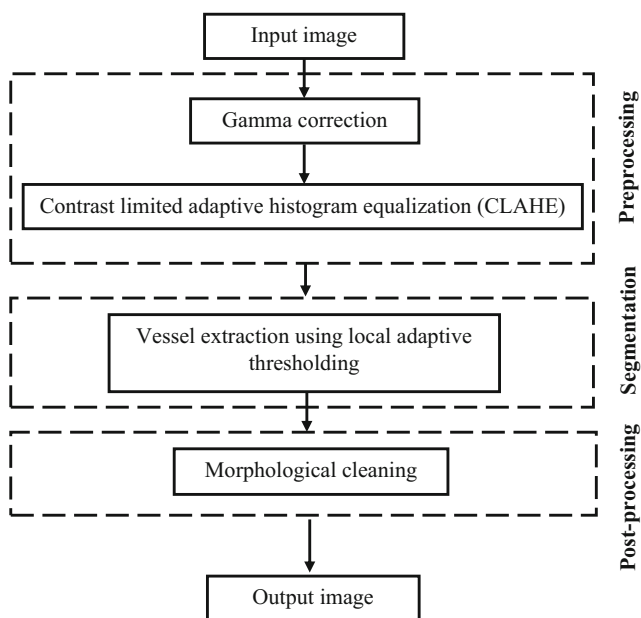 Input image
Gamma correction
Contrast limited adaptive histogram equalization (CLAHE)
Preprocessing
Vessel extraction using local adaptive
thresholding
Segmentation
Morphological cleaning
Post-processing
Output image